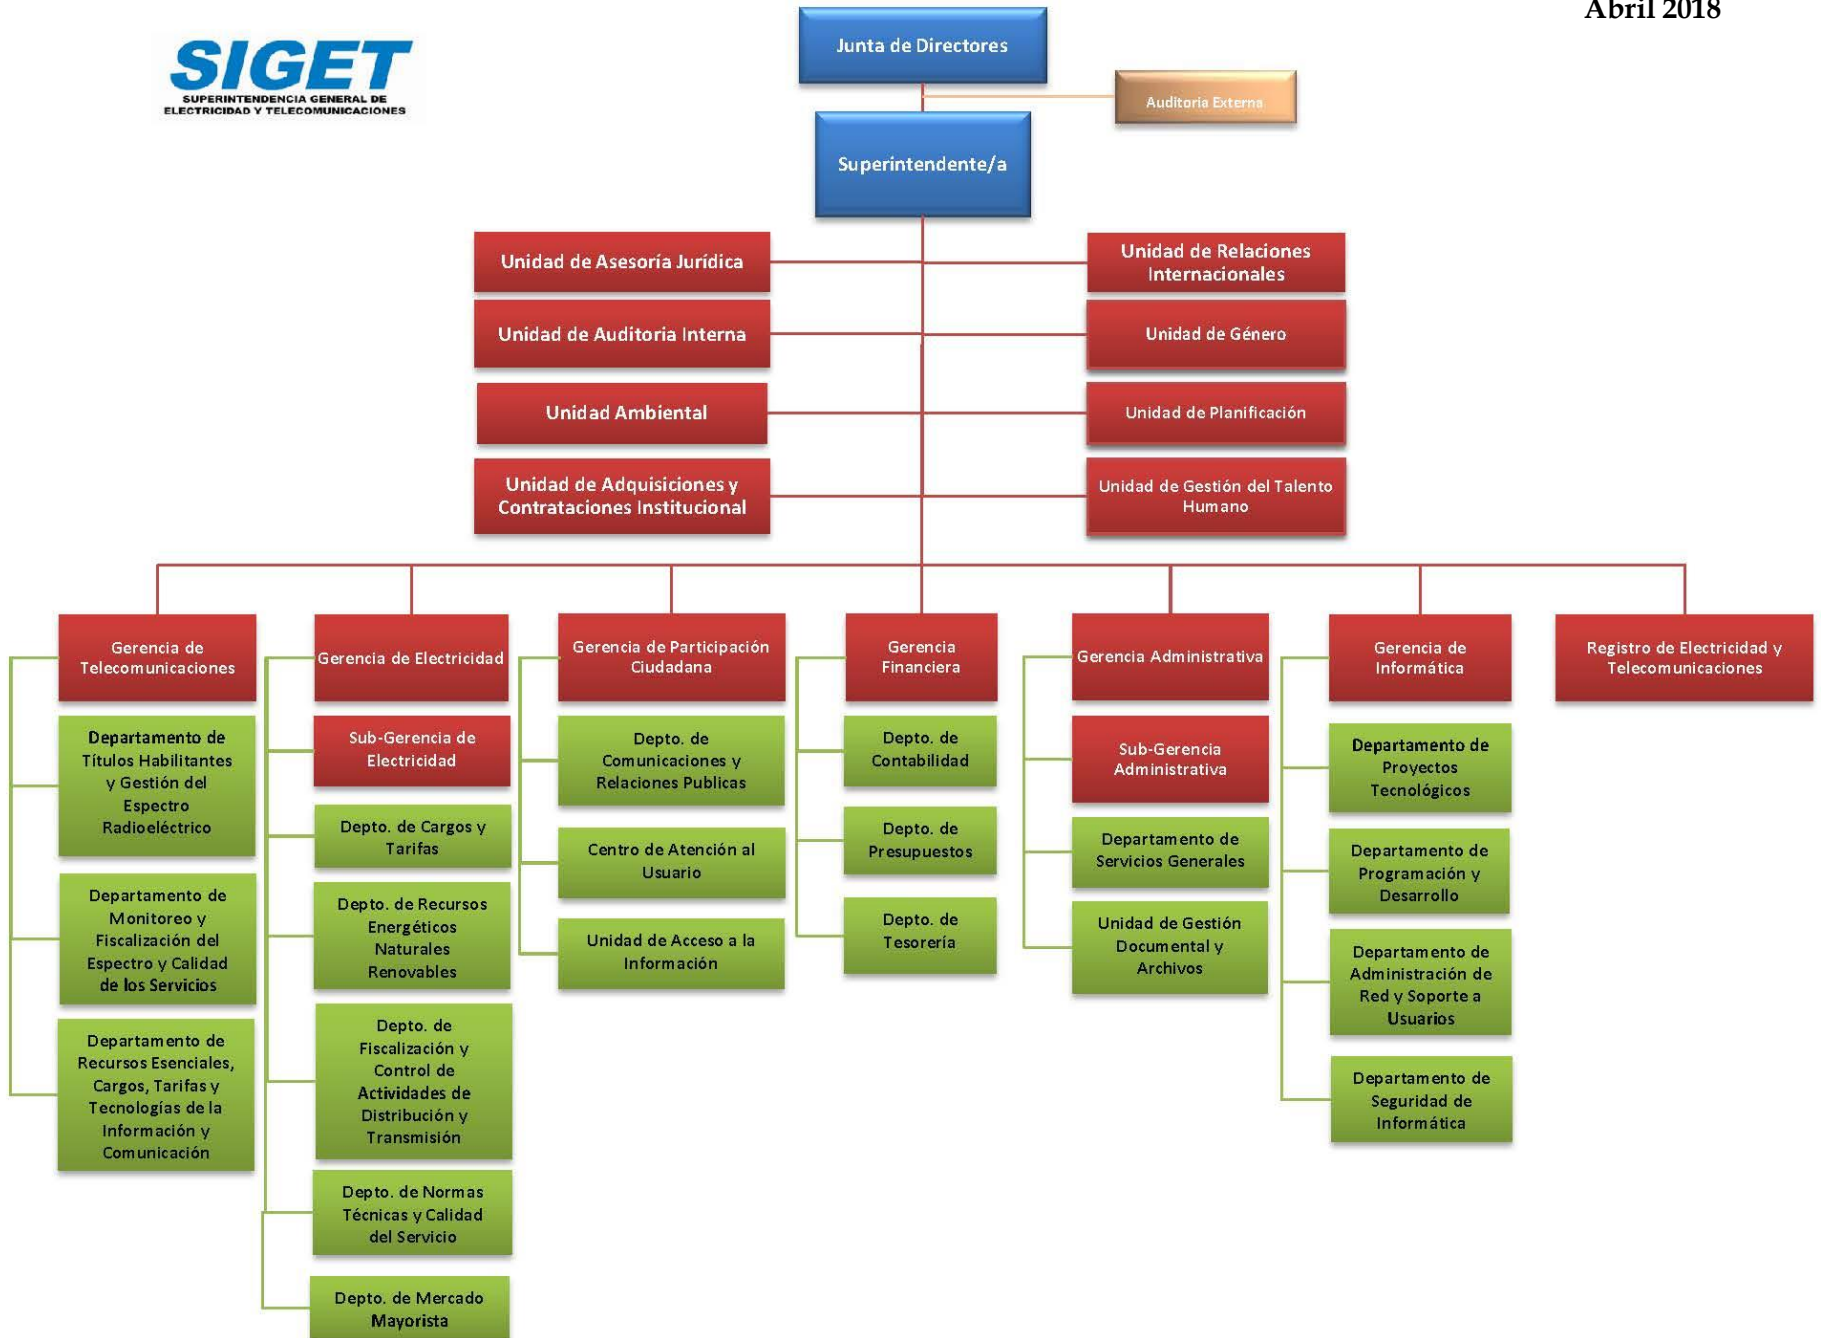 Abril 2018
SIGET
SUPERINTENDENCIA GENERAL DE
ELECTRICIDAD Y TELECOMUNICACIONES
Junta de Directores
Auditoria Externa
Superintendente/a
Unidad de Asesoría Jurídica
Unidad de Relaciones
Internacionales
Unidad de Auditoria Interna
Unidad de Género
Unidad Ambiental
Unidad de Planificación
Unidad de Adquisiciones y
Contrataciones Institucional
Unidad de Gestión del Talento
Humano
Gerencia de
Telecomunicaciones
Departamento de
Títulos Habilitantes
y Gestión del
Espectro
Radioeléctrico
Departamento de
Monitoreo y
Fiscalización del
Espectro y Calidad
de los Servicios
Departamento de
Recursos Esenciales,
Cargos, Tarifas y
Tecnologías de la
Información y
Comunicación
Gerencia de Electricidad
Sub-Gerencia de
Electricidad
Depto. de Cargos y
Tarifas
Depto. de Recursos
Energéticos
Naturales
Renovables
Depto. de
Fiscalización y
Control de
Actividades de
Distribución y
Transmisión
Depto. de Normas
Técnicas y Calidad
del Servicio
Depto. de Mercado
Mayorista
Gerencia de Participación
Ciudadana
Depto. de
Comunicaciones y
Relaciones Publicas
Centro de Atención al
Usuario
Unidad de Acceso a la
Información
Gerencia
Financiera
Depto. de
Contabilidad
Depto. de
Presupuestos
Depto. de
Tesorería
Gerencia Administrativa
Sub-Gerencia
Administrativa
Departamento de
Servicios Generales
Unidad de Gestión
Documental y
Archivos
Gerencia de
Informática
Departamento de
Proyectos
Tecnológicos
Departamento de
Programación y
Desarrollo
Departamento de
Administración de
Red y Soporte a
Usuarios
Departamento de
Seguridad de
Informática
Registro de Electricidad y
Telecomunicaciones